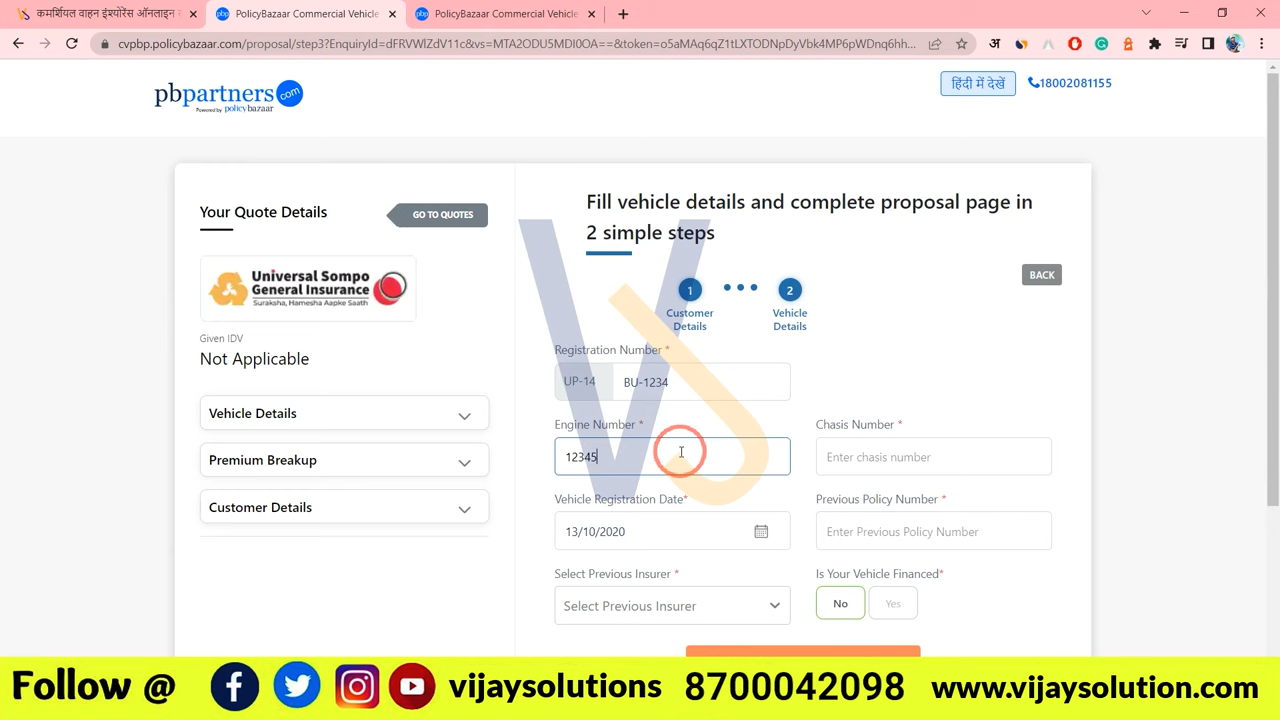 कमर्शियल वाहन इंश्योरेंस ऑनलाइन
PolicyBazaar Commercial Vehicle
PolicyBazaar Commercial Vehicle
cvpbp.policybazaar.com/proposal/step3?EnquiryId=dFRVWlZdV11c&vs=MTA2ODU5MDI0OA==&token=o5aMAq6qZ1tLXTODNpDyVbk4MP6pWDnq6hh...
pbpartners.com
Powered by policybazaar
हिंदी में देखें
18002081155
Your Quote Details
GO TO QUOTES
Universal Sompo
General Insurance
Suraksha, Hamesha Aapke Saath
Given IDV
Not Applicable
Vehicle Details
Premium Breakup
Customer Details
Fill vehicle details and complete proposal page in
2 simple steps
BACK
1
2
Customer
Details
Vehicle
Details
Registration Number *
UP-14
BU-1234
Engine Number *
Chasis Number *
12345
Enter chasis number
Vehicle Registration Date*
Previous Policy Number *
13/10/2020
Enter Previous Policy Number
Select Previous Insurer *
Is Your Vehicle Financed*
Select Previous Insurer
No
Yes
Follow @
vijaysolutions
8700042098
www.vijaysolution.com